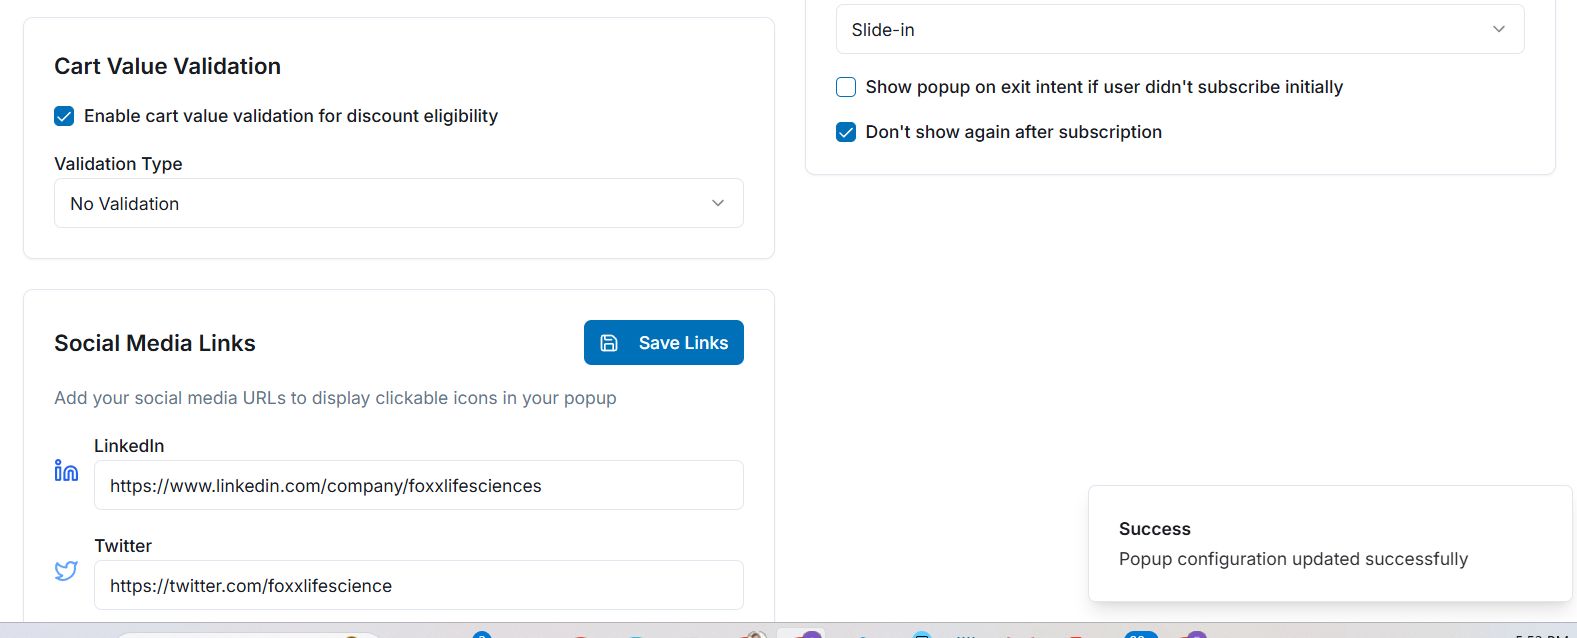 Cart Value Validation
Enable cart value validation for discount eligibility
Validation Type
No Validation
Social Media Links
Save Links
Add your social media URLs to display clickable icons in your popup
LinkedIn
https://www.linkedin.com/company/foxxlifesciences
Twitter
https://twitter.com/foxxlifescience
Slide-in
Show popup on exit intent if user didn't subscribe initially
Don't show again after subscription
Success
Popup configuration updated successfully